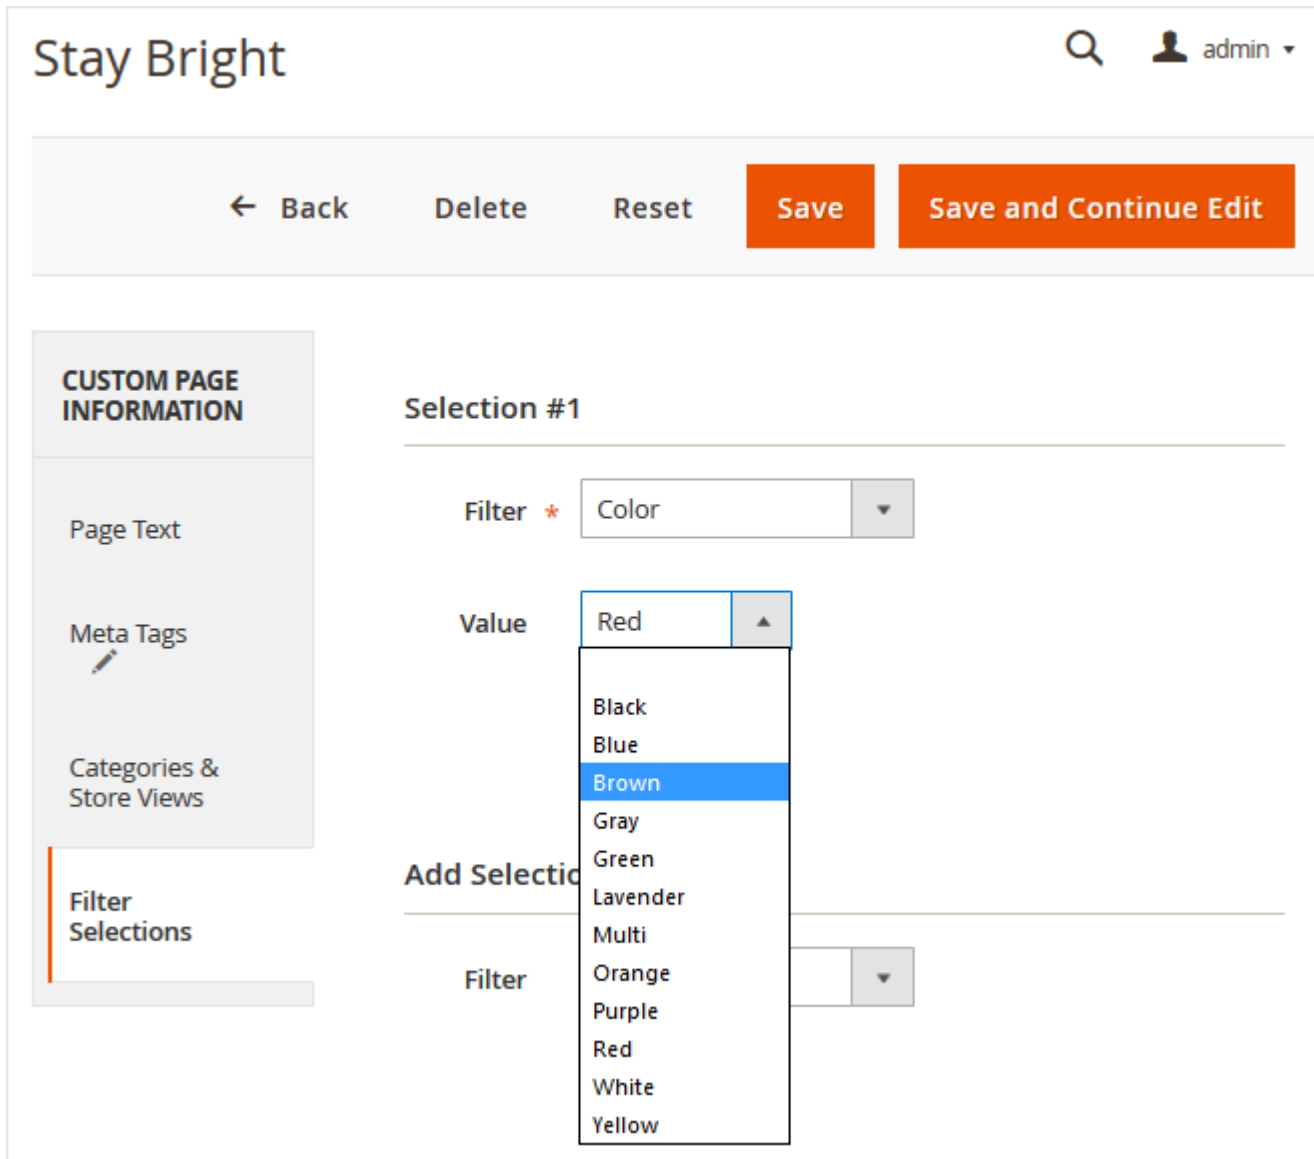 Stay Bright
admin
Back
Delete
Reset
Save
Save and Continue Edit
CUSTOM PAGE
INFORMATION
Page Text
Meta Tags
Categories &
Store Views
Filter
Selections
Selection #1
Filter *
Color
Value
Red
Black
Blue
Brown
Gray
Green
Lavender
Multi
Orange
Purple
Red
White
Yellow
Add Selectio
Filter